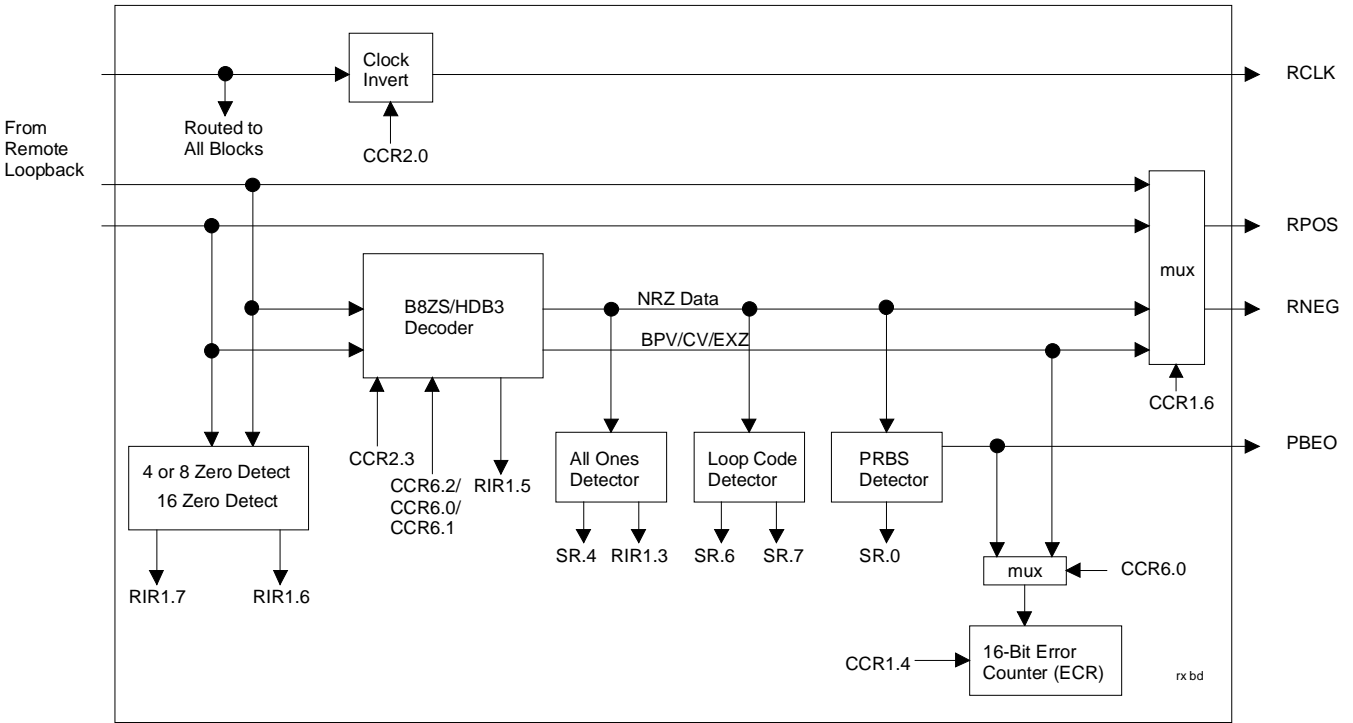 Clock
Invert
RCLK
From
Remote
Loopback
Routed to
All Blocks
CCR2.0
RPOS
mux
B8ZS/HDB3
Decoder
NRZ Data
RNEG
BPV/CV/EXZ
CCR1.6
4 or 8 Zero Detect
16 Zero Detect
CCR2.3
CCR6.2/
CCR6.0/
CCR6.1
RIR1.5
All Ones
Detector
Loop Code
Detector
PRBS
Detector
PBEO
SR.4
RIR1.3
SR.6
SR.7
SR.0
RIR1.7
RIR1.6
mux
CCR6.0
CCR1.4
16-Bit Error
Counter (ECR)
rx bd